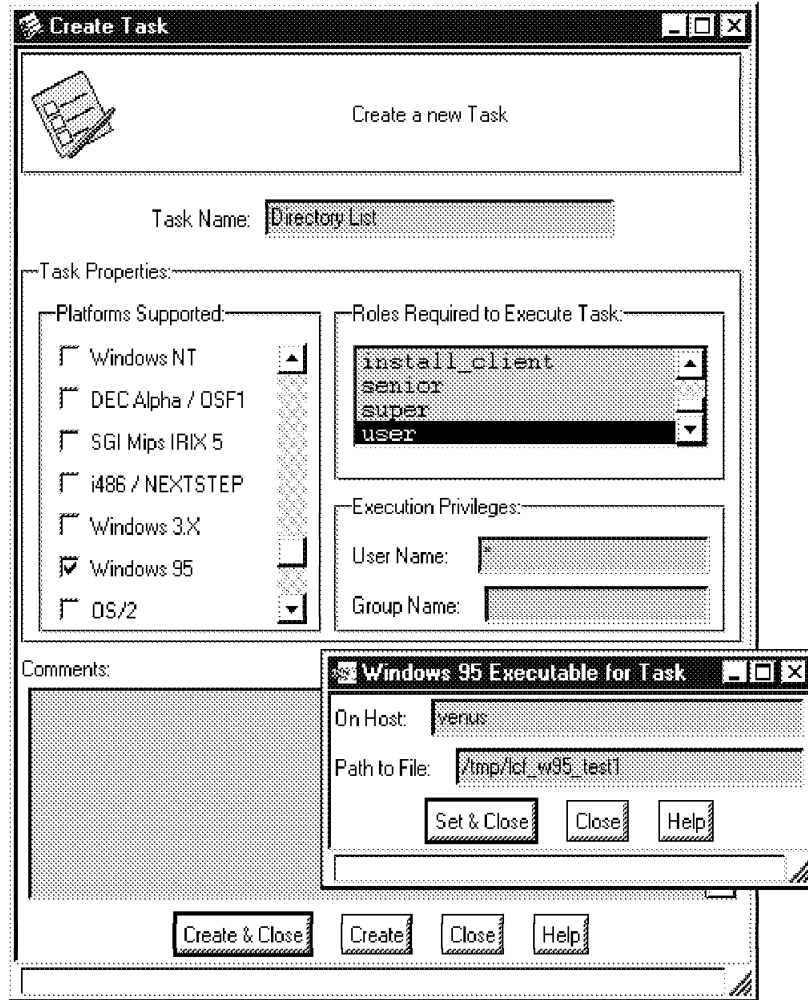 Create Task
Create a new Task
Task Name: Directory List
Task Properties:
Platforms Supported:
Windows NT
DEC Alpha / OSF1
SGI Mips IRIX 5
i486 / NEXTSTEP
Windows 3.X
Windows 95
OS/2
Roles Required to Execute Task:
install_client
senior
super
user
Execution Privileges:
User Name: *
Group Name:
Comments:
Windows 95 Executable for Task
On Host: venus
Path to File: /tmp/lcf_w95_test1
Set & Close Close Help
Create & Close Create Close Help